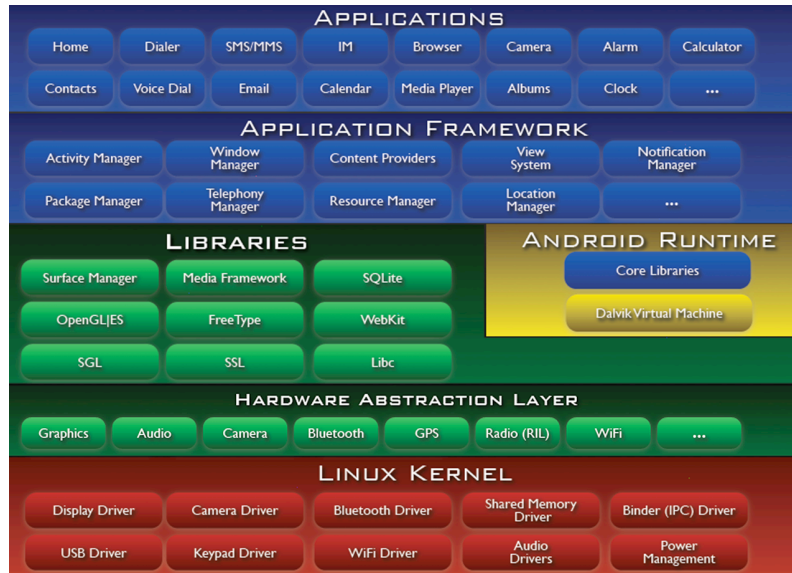 APPLICATIONS
Home Dialer SMS/MMS IM Browser Camera Alarm Calculator
Contacts Voice Dial Email Calendar Media Player Albums Clock ...
APPLICATION FRAMEWORK
Activity Manager Window Manager Content Providers View System Notification Manager
Package Manager Telephony Manager Resource Manager Location Manager ...
LIBRARIES
Surface Manager Media Framework SQLite
OpenGL|ES FreeType WebKit
SGL SSL Libc
ANDROID RUNTIME
Core Libraries
Dalvik Virtual Machine
HARDWARE ABSTRACTION LAYER
Graphics Audio Camera Bluetooth GPS Radio (RIL) WiFi ...
LINUX KERNEL
Display Driver Camera Driver Bluetooth Driver Shared Memory Driver Binder (IPC) Driver
USB Driver Keypad Driver WiFi Driver Audio Drivers Power Management